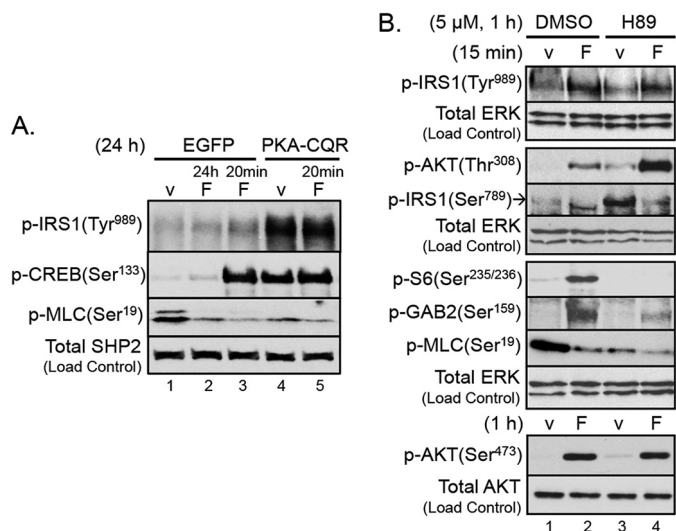 A.
(24 h) EGFP PKA-CQR
24h 20min 20min
v F F v F
p-IRS1(Tyr989)
p-CREB(Ser133)
p-MLC(Ser19)
Total SHP2
(Load Control)
1 2 3 4 5
B.
(5 µM, 1 h) DMSO H89
(15 min) v F v F
p-IRS1(Tyr989)
Total ERK
(Load Control)
p-AKT(Thr308)
p-IRS1(Ser789)→
Total ERK
(Load Control)
p-S6(Ser235/236)
p-GAB2(Ser159)
p-MLC(Ser19)
Total ERK
(Load Control)
(1 h) v F v F
p-AKT(Ser473)
Total AKT
(Load Control)
1 2 3 4